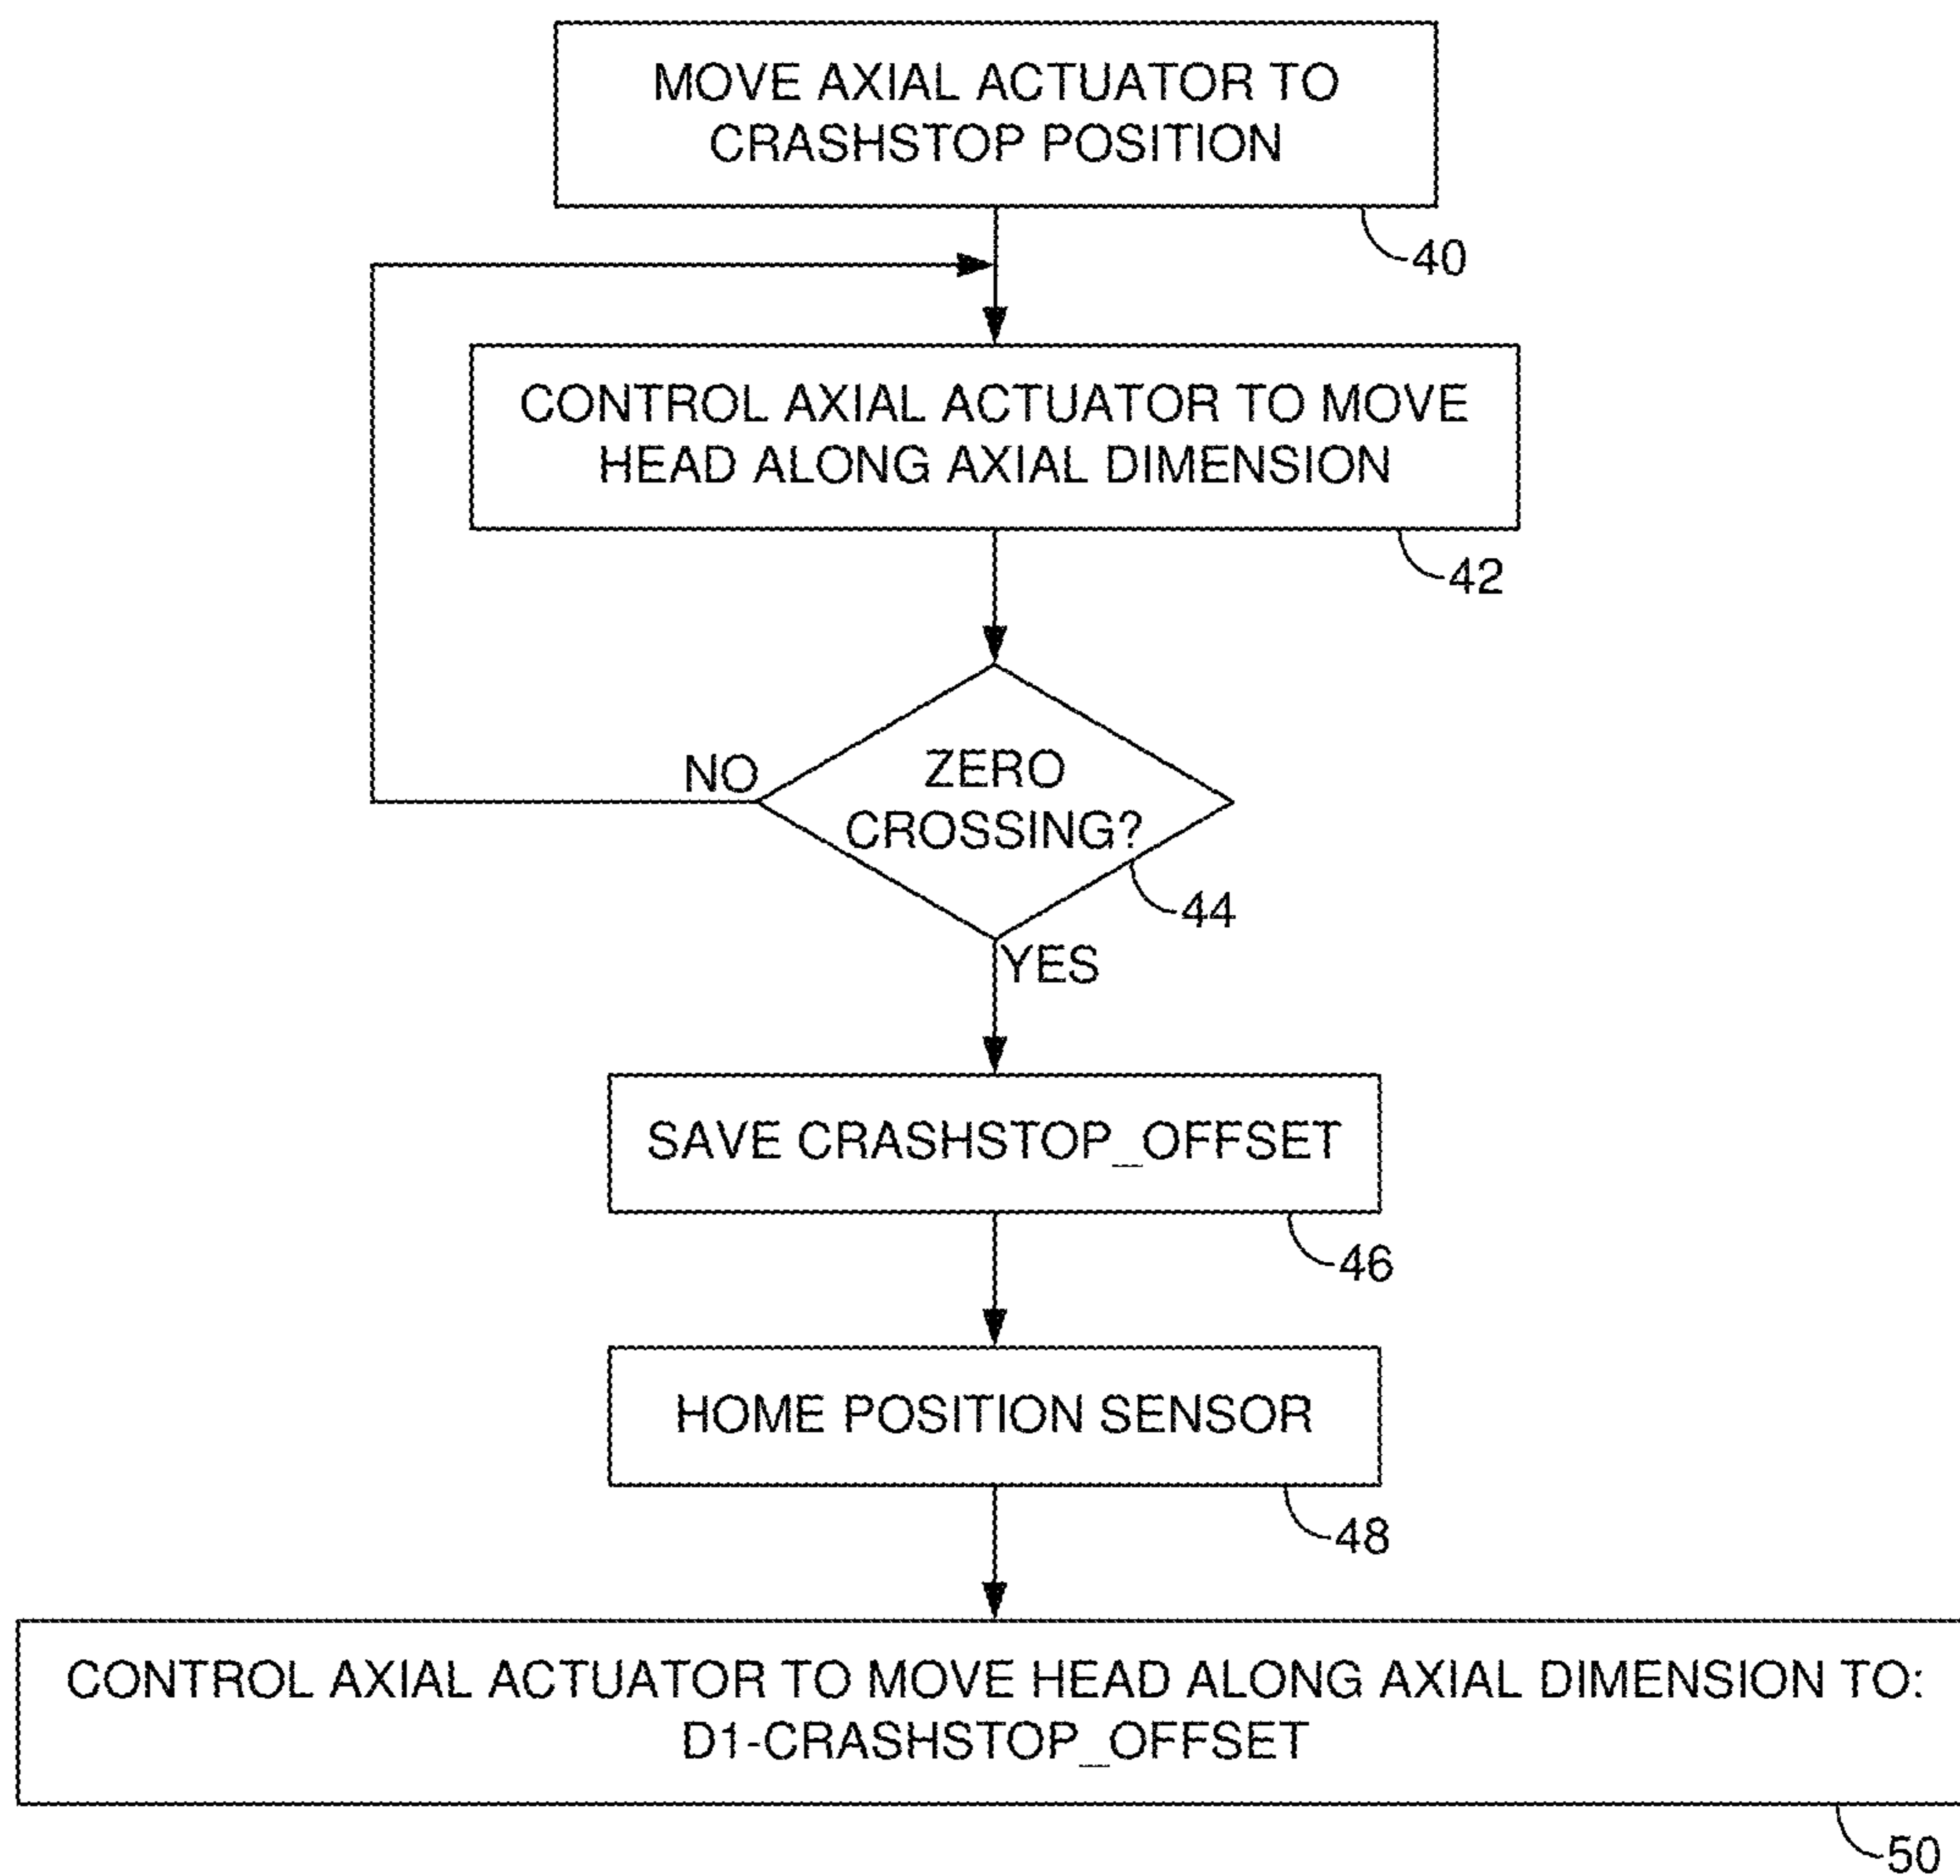 MOVE AXIAL ACTUATOR TO
CRASHSTOP POSITION
40
CONTROL AXIAL ACTUATOR TO MOVE
HEAD ALONG AXIAL DIMENSION
42
NO
ZERO
CROSSING?
44
YES
SAVE CRASHSTOP_OFFSET
46
HOME POSITION SENSOR
48
CONTROL AXIAL ACTUATOR TO MOVE HEAD ALONG AXIAL DIMENSION TO:
D1-CRASHSTOP_OFFSET
50